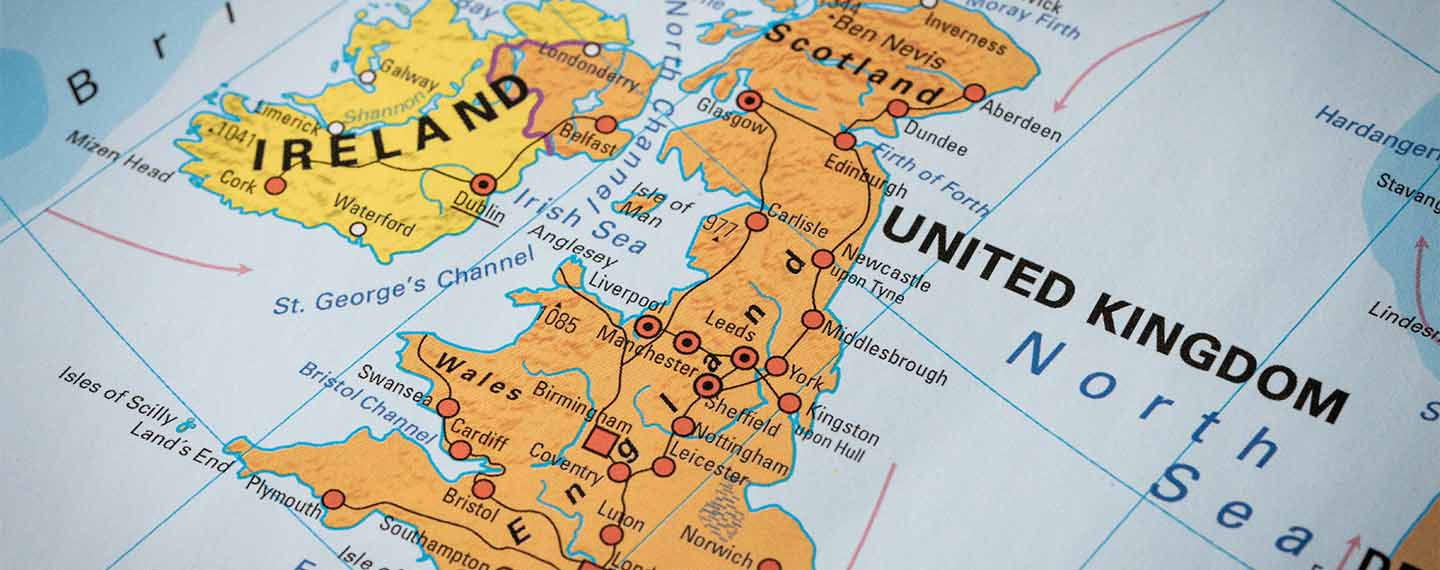 Bri
Bay
Moray Firth
Inverness
1344
Ben Nevis
Scotland
North Channel
Londonderry
Galway
Shannon
Limerick
1041
IRELAND
Belfast
Glasgow
Aberdeen
Dundee
Edinburgh
Firth of Forth
Hardanger
Stavang
Mizen Head
Cork
Dublin
Waterford
Irish Sea
Isle of
Man
977
Carlisle
Newcastle
upon Tyne
UNITED KINGDOM
St. George's Channel
Anglesey
Liverpool
Manchester
Leeds
Middlesbrough
York
North
Sea
Lindes
1085
Wales
Swansea
Bristol Channel
Cardiff
Birmingham
Sheffield
Kingston
upon Hull
Nottingham
Leicester
Coventry
England
Isles of Scilly
Land's End
Plymouth
Bristol
Luton
Norwich
Southampton
Isle of
Lon